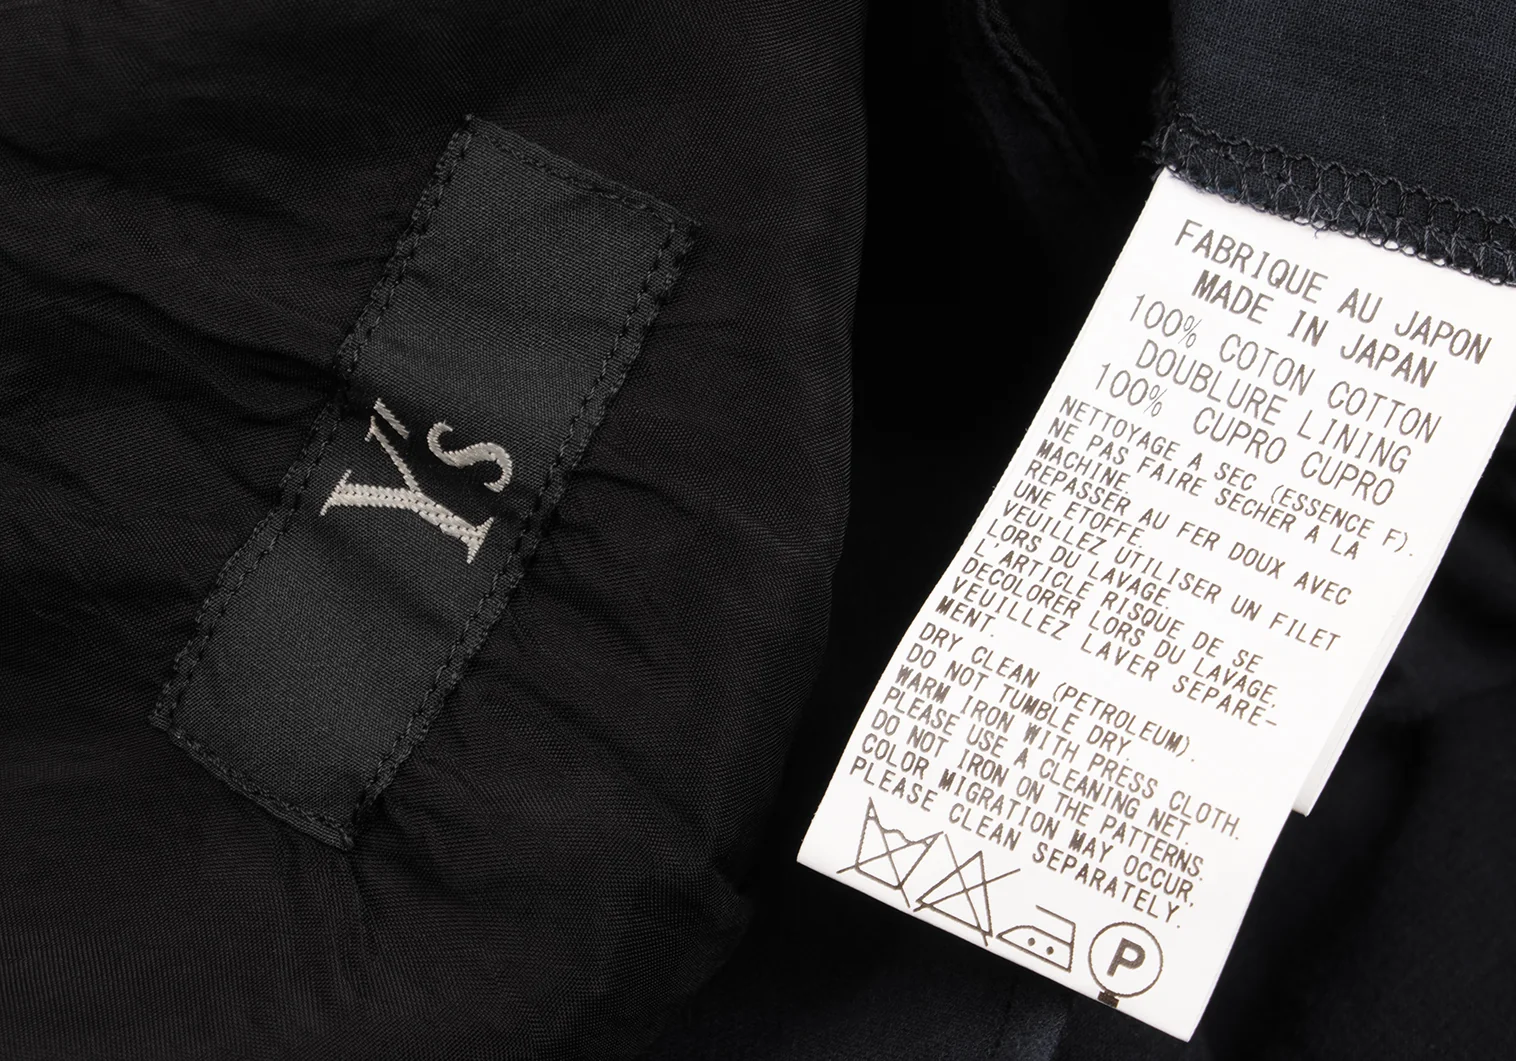 Y's
FABRIQUE AU JAPON
MADE IN JAPAN
100% COTON COTTON
DOUBLURE LINING
100% CUPRO CUPRO
NETTOYAGE A SEC (ESSENCE F).
NE PAS FAIRE SECHER A LA
MACHINE.
REPASSER AU FER DOUX AVEC
UNE ETOFFE.
VEUILLEZ UTILISER UN FILET
LORS DU LAVAGE.
L'ARTICLE RISQUE DE SE
DECOLORER LORS DU LAVAGE.
VEUILLEZ LAVER SEPARE-
MENT.
DRY CLEAN (PETROLEUM).
DO NOT TUMBLE DRY.
WARM IRON WITH PRESS CLOTH.
PLEASE USE A CLEANING NET.
DO NOT IRON ON THE PATTERNS.
COLOR MIGRATION MAY OCCUR.
PLEASE CLEAN SEPARATELY.
P